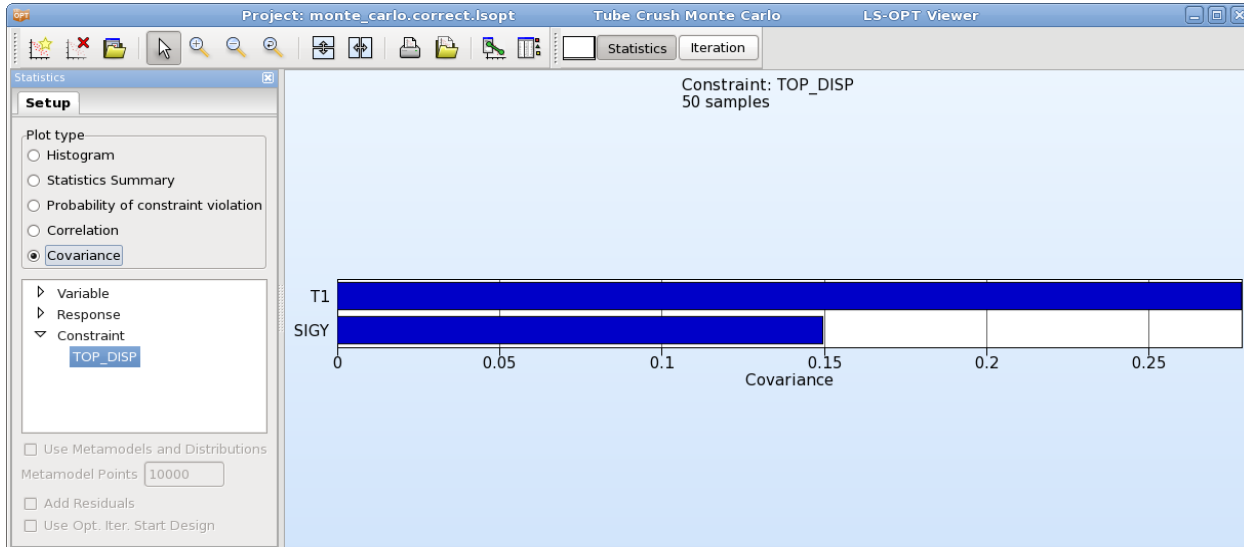 OPT Project: monte_carlo.correct.lsopt Tube Crush Monte Carlo LS-OPT Viewer
Statistics Iteration
Statistics
Setup
Plot type
Histogram
Statistics Summary
Probability of constraint violation
Correlation
Covariance
Variable
Response
Constraint
TOP_DISP
Use Metamodels and Distributions
Metamodel Points 10000
Add Residuals
Use Opt. Iter. Start Design
Constraint: TOP_DISP
50 samples
T1
SIGY
0 0.05 0.1 0.15 0.2 0.25
Covariance